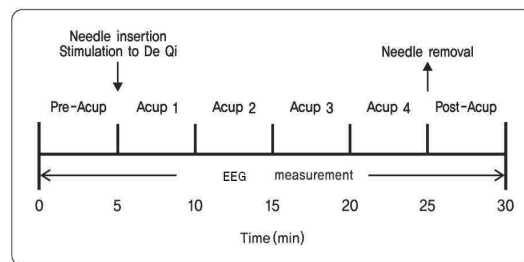 Needle insertion
Stimulation to De Qi
Needle removal
Pre-Acup Acup 1 Acup 2 Acup 3 Acup 4 Post-Acup
EEG measurement
0 5 10 15 20 25 30
Time(min)